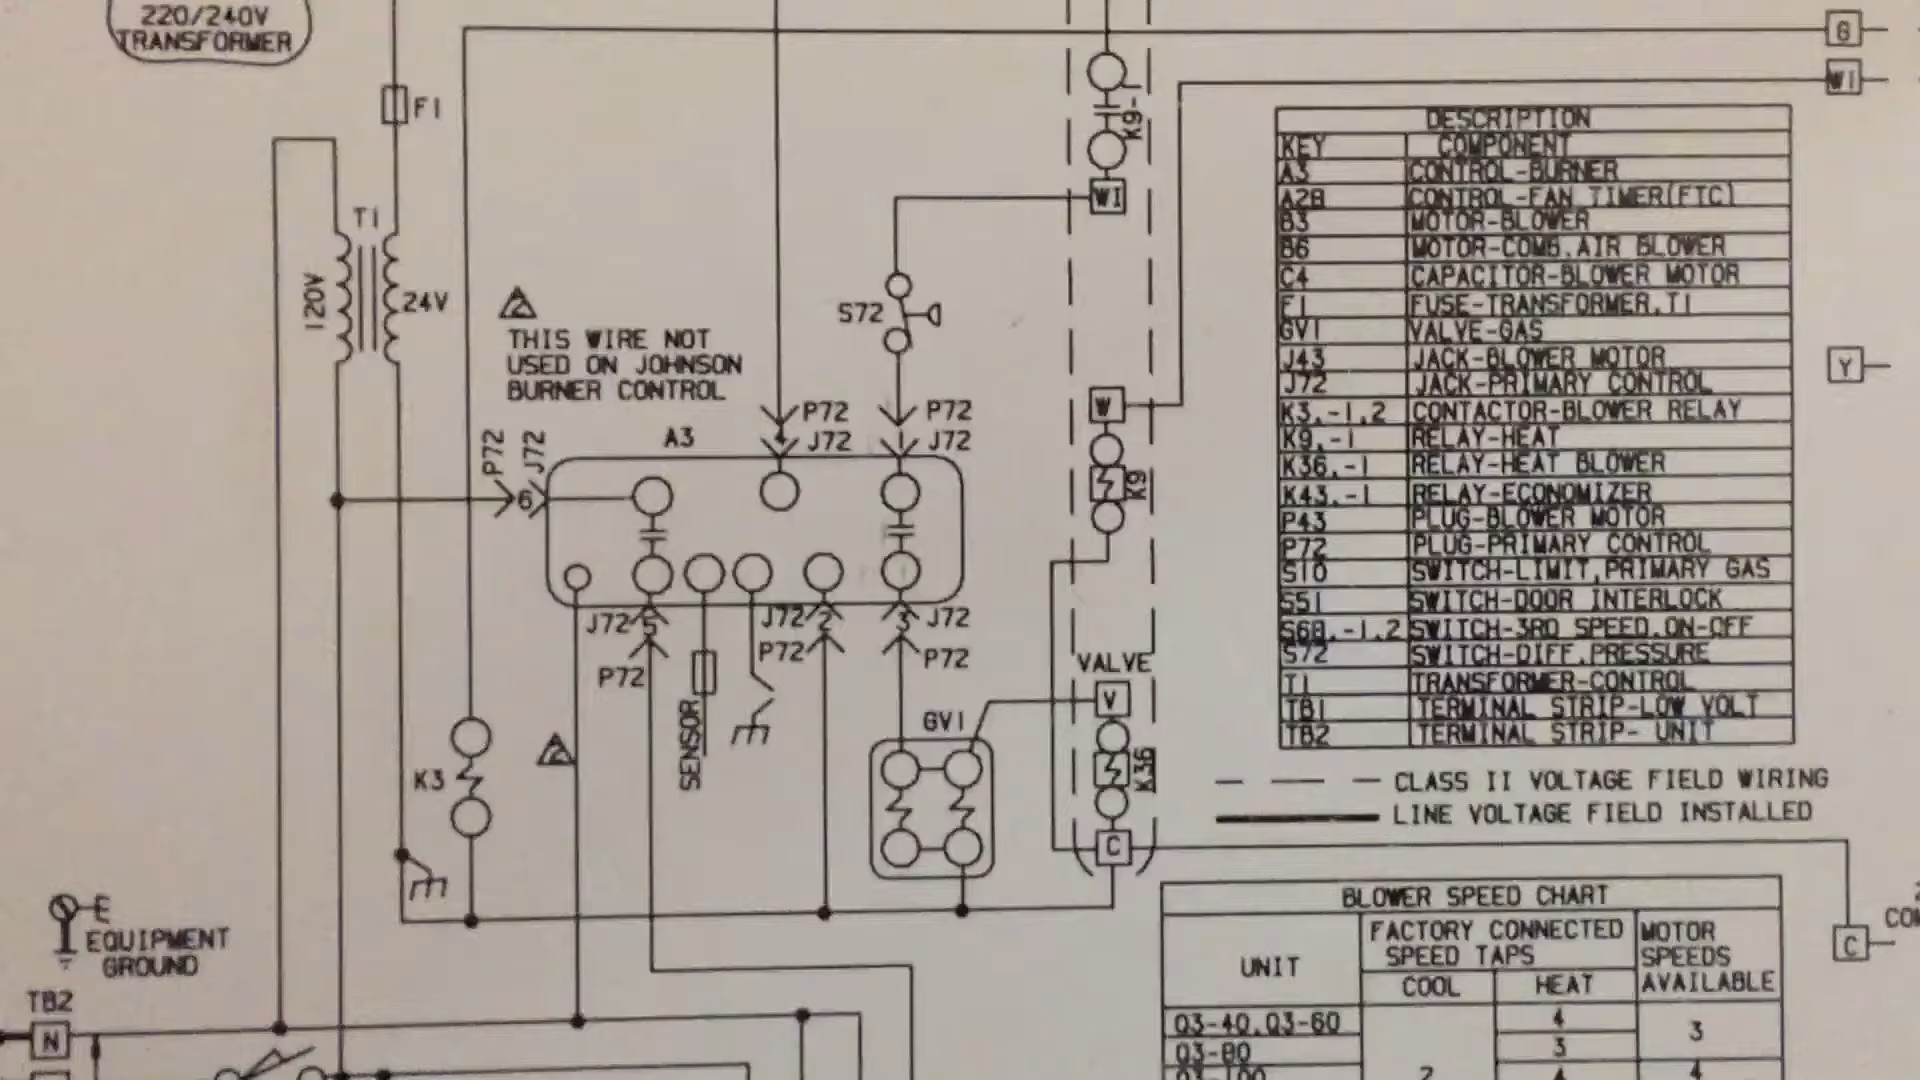 220/240V
TRANSFORMER
F1
T1
120V
24V
2
THIS WIRE NOT
USED ON JOHNSON
BURNER CONTROL
S72
K9-1
W1
G
W1
P72
J72
6
A3
P72
4
J72
P72
1
J72
W
K9
J72
5
P72
J72
2
P72
3
J72
P72
SENSOR
2
K3
GV1
VALVE
V
K36
C
E
EQUIPMENT
GROUND
TB2
N
DESCRIPTION
KEY COMPONENT
A3 CONTROL-BURNER
A28 CONTROL-FAN TIMER(FTC)
B3 MOTOR-BLOWER
B6 MOTOR-COMB.AIR BLOWER
C4 CAPACITOR-BLOWER MOTOR
F1 FUSE-TRANSFORMER,T1
GV1 VALVE-GAS
J43 JACK-BLOWER MOTOR
J72 JACK-PRIMARY CONTROL
K3,-1,2 CONTACTOR-BLOWER RELAY
K9,-1 RELAY-HEAT
K36,-1 RELAY-HEAT BLOWER
K43,-1 RELAY-ECONOMIZER
P43 PLUG-BLOWER MOTOR
P72 PLUG-PRIMARY CONTROL
S10 SWITCH-LIMIT,PRIMARY GAS
S51 SWITCH-DOOR INTERLOCK
S68,-1,2 SWITCH-3RD SPEED,ON-OFF
S72 SWITCH-DIFF.PRESSURE
T1 TRANSFORMER-CONTROL
TB1 TERMINAL STRIP-LOW VOLT
TB2 TERMINAL STRIP- UNIT
Y
CLASS II VOLTAGE FIELD WIRING
LINE VOLTAGE FIELD INSTALLED
BLOWER SPEED CHART
UNIT
FACTORY CONNECTED
SPEED TAPS
MOTOR
SPEEDS
AVAILABLE
COOL HEAT
Q3-40,Q3-60 4 3
Q3-80 3
Q3-100 2 4 4
C